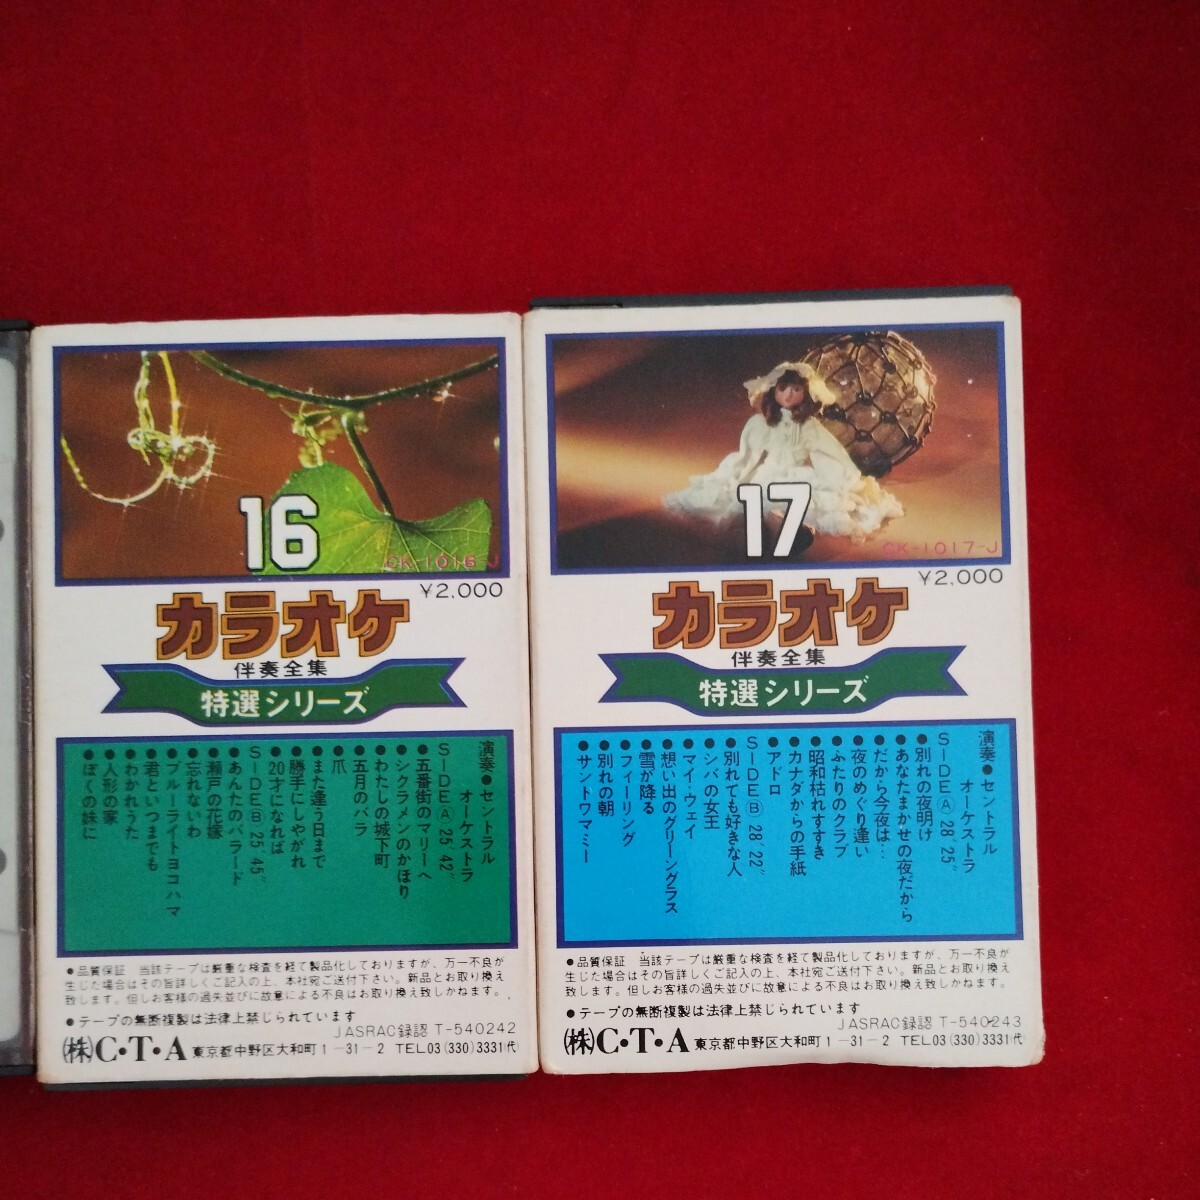 16
CK-1016-J
¥2,000
カラオケ
伴奏全集
特選シリーズ
演奏●セントラル
オーケストラ
SIDE Ⓐ 25′42″
●五番街のマリーへ
●シクラメンのかほり
●わたしの城下町
●五月のバラ
●爪
●また逢う日まで
●勝手にしやがれ
●20才になれば
SIDE Ⓑ 25′45″
●あんたのバラード
●瀬戸の花嫁
●忘れないわ
●ブルーライトヨコハマ
●君といつまでも
●わかれうた
●人形の家
●ぼくの妹に
●品質保証 当該テープは厳重な検査を経て製品化しておりますが、万一不良が
生じた場合はその旨詳しくご記入の上、本社宛ご送付下さい。新品とお取り換え
致します。但しお客様の過失並びに故意による不良はお取り換え致しかねます。
●テープの無断複製は法律上禁じられています
JASRAC録認 T-540242
㈱C·T·A 東京都中野区大和町1-31-2 TEL03(330)3331(代)
17
CK-1017-J
¥2,000
カラオケ
伴奏全集
特選シリーズ
演奏●セントラル
オーケストラ
SIDE Ⓐ 28′25″
●別れの夜明け
●あなたまかせの夜だから
●だから今夜は…
●夜のめぐり逢い
●ふたりのクラブ
●昭和枯れすすき
●カナダからの手紙
●アドロ
SIDE Ⓑ 28′22″
●別れても好きな人
●シバの女王
●マイ・ウェイ
●想い出のグリーングラス
●雪が降る
●フィーリング
●別れの朝
●サントワマミー
●品質保証 当該テープは厳重な検査を経て製品化しておりますが、万一不良が
生じた場合はその旨詳しくご記入の上、本社宛ご送付下さい。新品とお取り換え
致します。但しお客様の過失並びに故意による不良はお取り換え致しかねます。
●テープの無断複製は法律上禁じられています
JASRAC録認 T-540243
㈱C·T·A 東京都中野区大和町1-31-2 TEL03(330)3331(代)